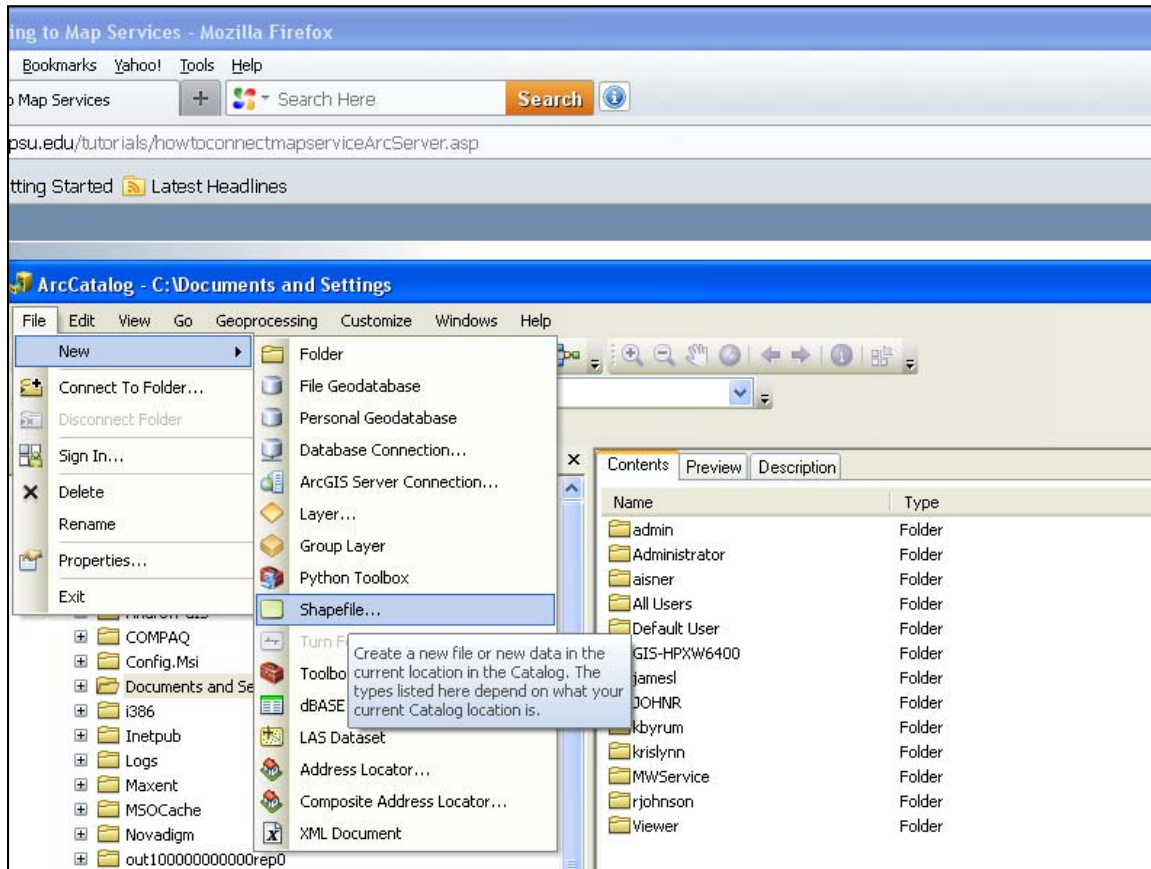 ing to Map Services - Mozilla Firefox
Bookmarks Yahoo! Tools Help
Map Services + Search Here Search
psu.edu/tutorials/howtoconnectmapserviceArcServer.asp
tting Started Latest Headlines
ArcCatalog - C:\Documents and Settings
File Edit View Go Geoprocessing Customize Windows Help
New
Connect To Folder...
Disconnect Folder
Sign In...
Delete
Rename
Properties...
Exit
Folder
File Geodatabase
Personal Geodatabase
Database Connection...
ArcGIS Server Connection...
Layer...
Group Layer
Python Toolbox
Shapefile...
Turn F
Toolbo
dBASE
LAS Dataset
Address Locator...
Composite Address Locator...
XML Document
Create a new file or new data in the
current location in the Catalog. The
types listed here depend on what your
current Catalog location is.
COMPAQ
Config.Msi
Documents and Se
i386
Inetpub
Logs
Maxent
MSOCache
Novadigm
out100000000000rep0
Contents Preview Description
Name Type
admin Folder
Administrator Folder
aisner Folder
All Users Folder
Default User Folder
GIS-HPXW6400 Folder
jamesl Folder
JOHNR Folder
kbyrum Folder
krislynn Folder
MWService Folder
rjohnson Folder
Viewer Folder